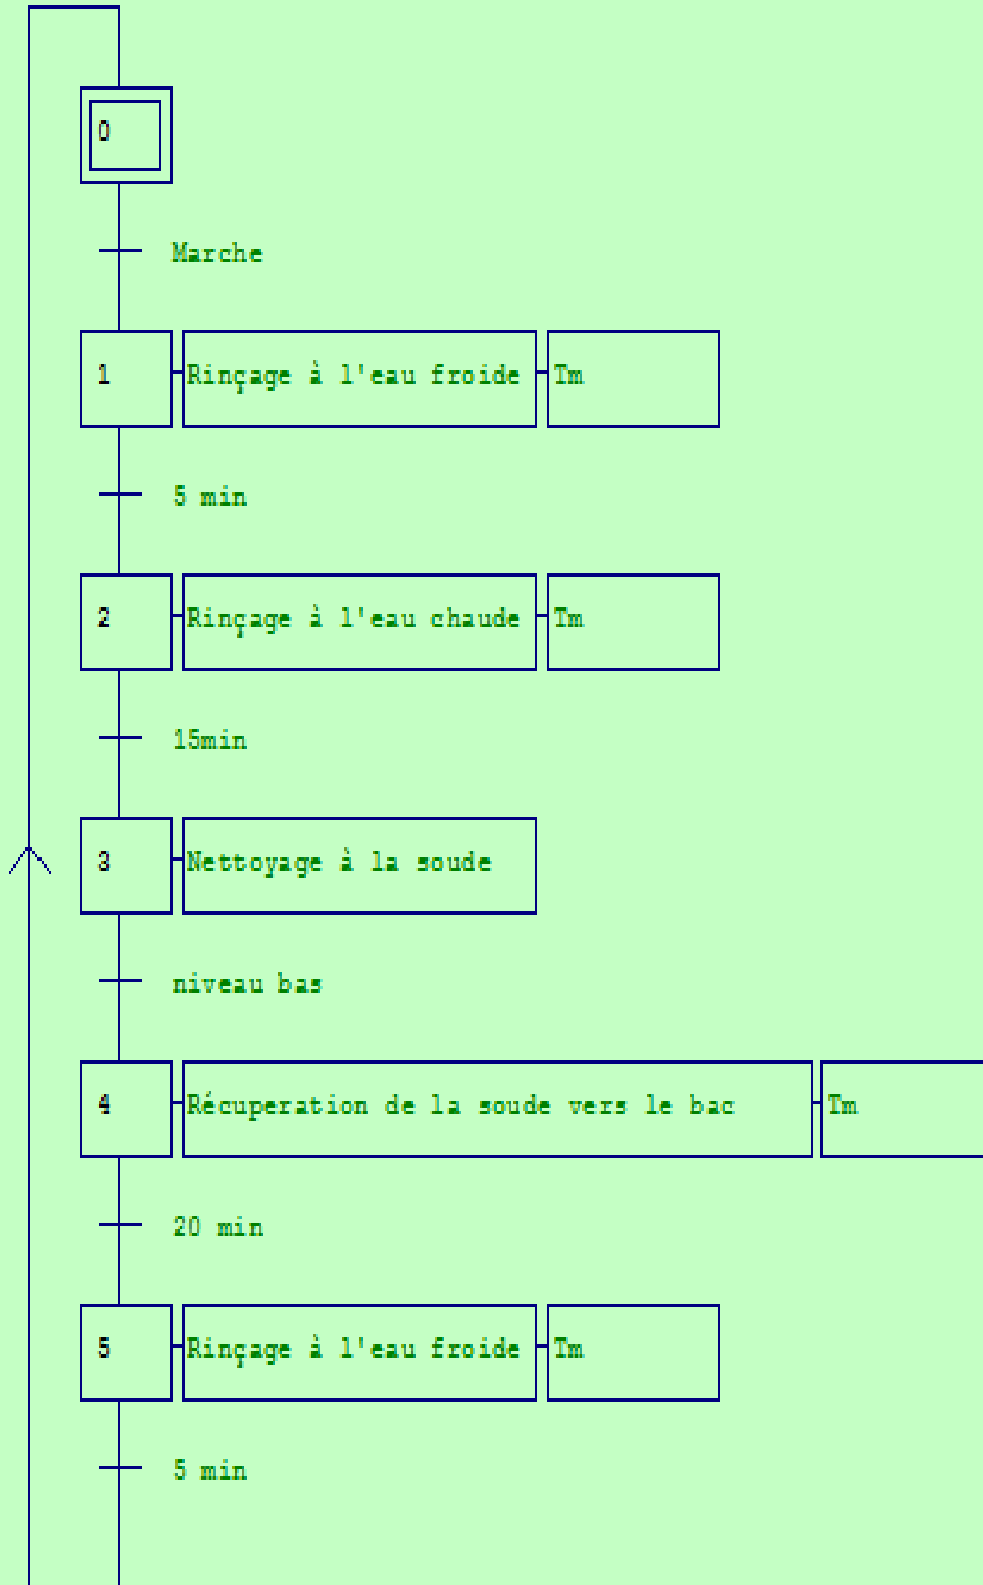 0
Marche
1 Rinçage à l'eau froide Tm
5 min
2 Rinçage à l'eau chaude Tm
15min
3 Nettoyage à la soude
niveau bas
4 Récuperation de la soude vers le bac Tm
20 min
5 Rinçage à l'eau froide Tm
5 min